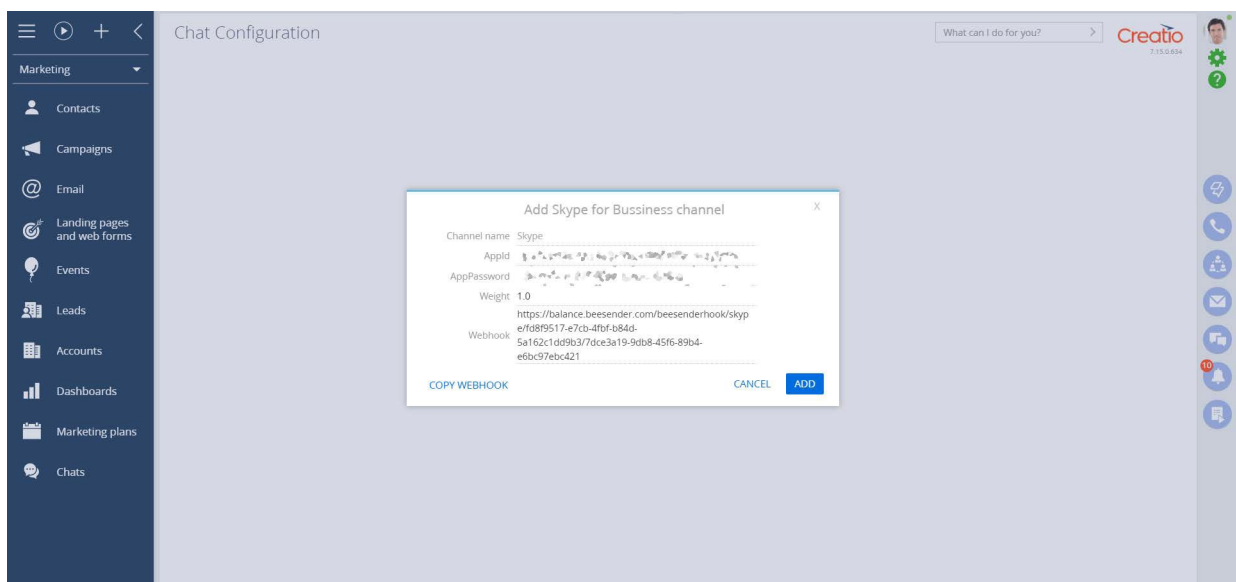 Chat Configuration
What can I do for you?
Creatio
7.15.0.654
Marketing
Contacts
Campaigns
Email
Landing pages
and web forms
Events
Leads
Accounts
Dashboards
Marketing plans
Chats
Add Skype for Bussiness channel
X
Channel name Skype
AppId
AppPassword
Weight 1.0
Webhook
https://balance.beesender.com/beesenderhook/skyp
e/fd8f9517-e7cb-4fbf-b84d-
5a162c1dd9b3/7dce3a19-9db8-45f6-89b4-
e6bc97ebc421
COPY WEBHOOK
CANCEL
ADD
10